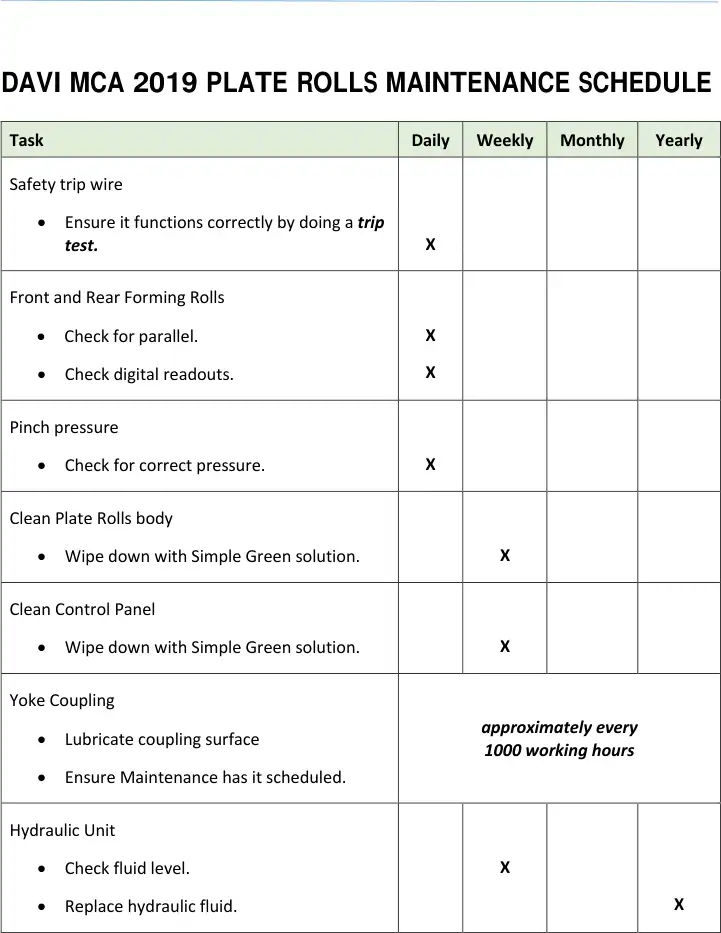 DAVI MCA 2019 PLATE ROLLS MAINTENANCE SCHEDULE
Task Daily Weekly Monthly Yearly
Safety trip wire
• Ensure it functions correctly by doing a trip
test. X
Front and Rear Forming Rolls
• Check for parallel. X
• Check digital readouts. X
Pinch pressure
• Check for correct pressure. X
Clean Plate Rolls body
• Wipe down with Simple Green solution. X
Clean Control Panel
• Wipe down with Simple Green solution. X
Yoke Coupling
• Lubricate coupling surface
• Ensure Maintenance has it scheduled.
approximately every
1000 working hours
Hydraulic Unit
• Check fluid level. X
• Replace hydraulic fluid. X